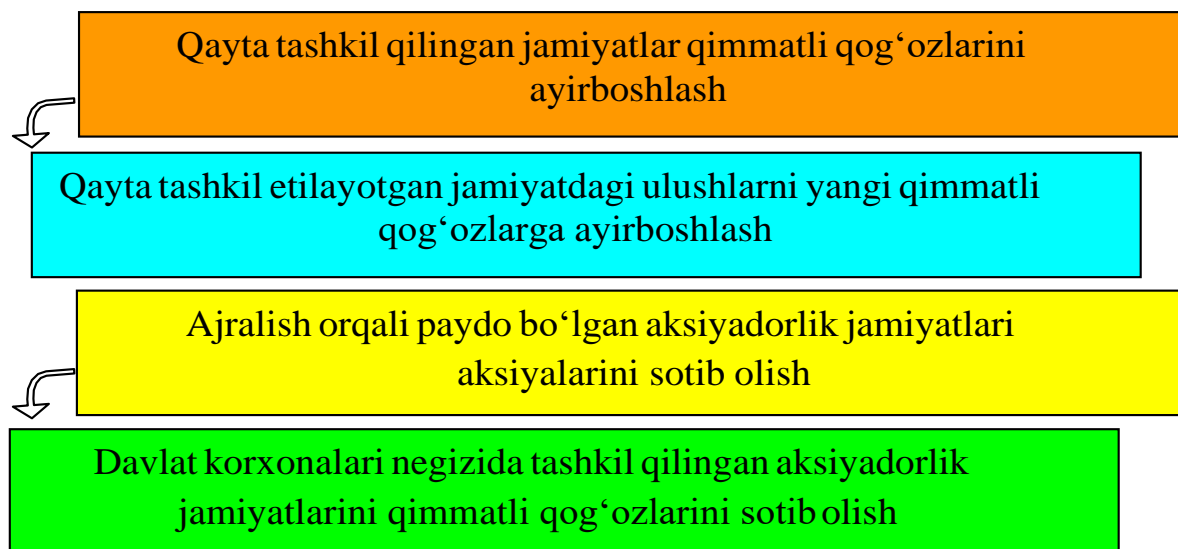 Qayta tashkil qilingan jamiyatlar qimmatli qog‘ozlarini
ayirboshlash
Qayta tashkil etilayotgan jamiyatdagi ulushlarni yangi qimmatli
qog‘ozlarga ayirboshlash
Ajralish orqali paydo bo‘lgan aksiyadorlik jamiyatlari
aksiyalarini sotib olish
Davlat korxonalari negizida tashkil qilingan aksiyadorlik
jamiyatlarini qimmatli qog‘ozlarini sotib olish